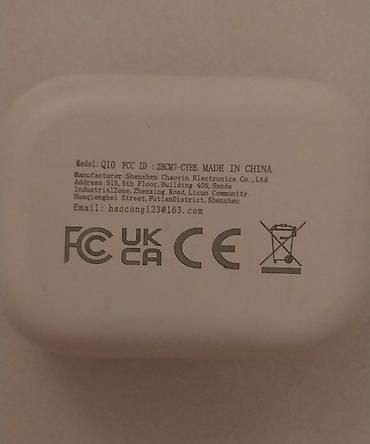 Model: Q10 FCC ID : 2BCM7-CYEE MADE IN CHINA
Manufacturer:Shenzhen Chaoyin Electronics Co., Ltd
Address:515,5th Floor,Building 405,Sanda
IndustrialZone, Zhenxing Road,Licun Community,
Huaqiangbei Street,FutianDistrict,Shenzhen
Email: haocong123@163.com
FC UK CA CE